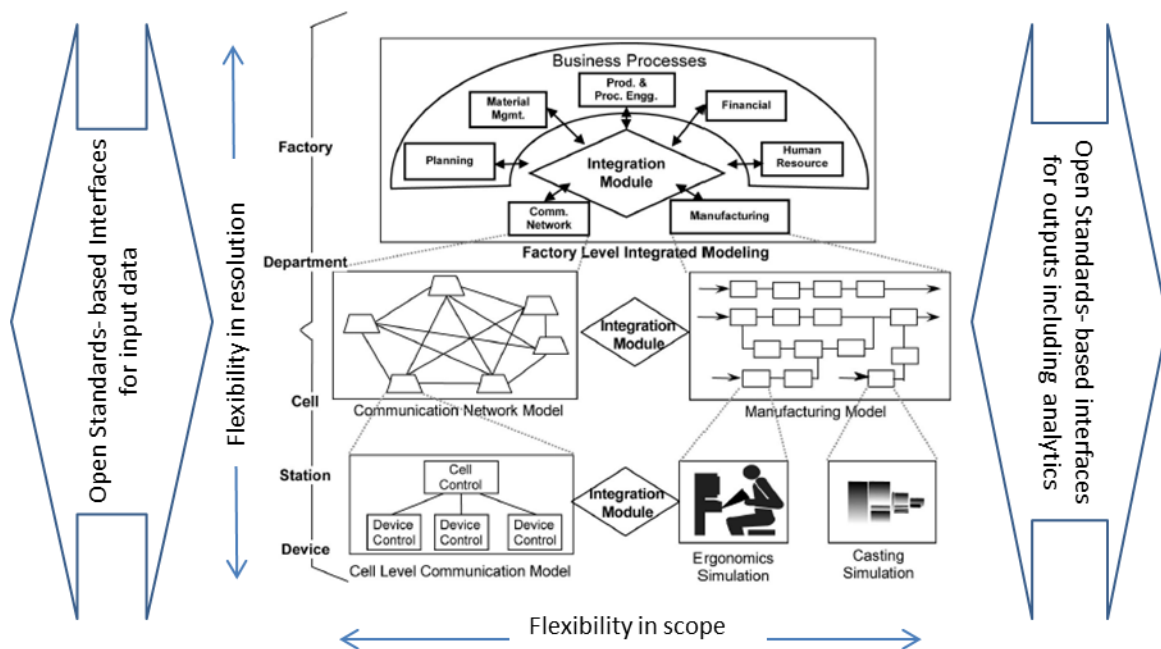 Open Standards- based Interfaces
for input data
Flexibility in resolution
Factory
Department
Cell
Station
Device
Business Processes
Prod. &
Proc. Engg.
Material
Mgmt.
Financial
Planning
Human
Resource
Integration
Module
Comm.
Network
Manufacturing
Factory Level Integrated Modeling
Integration
Module
Communication Network Model
Manufacturing Model
Cell
Control
Device
Control
Device
Control
Device
Control
Cell Level Communication Model
Integration
Module
Ergonomics
Simulation
Casting
Simulation
Flexibility in scope
Open Standards- based interfaces
for outputs including analytics